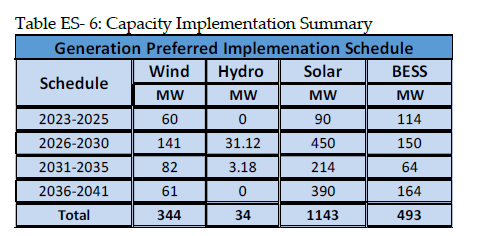 Table ES- 6: Capacity Implementation Summary
Generation Preferred Implemenation Schedule
Schedule Wind Hydro Solar BESS
MW MW MW MW
2023-2025 60 0 90 114
2026-2030 141 31.12 450 150
2031-2035 82 3.18 214 64
2036-2041 61 0 390 164
Total 344 34 1143 493